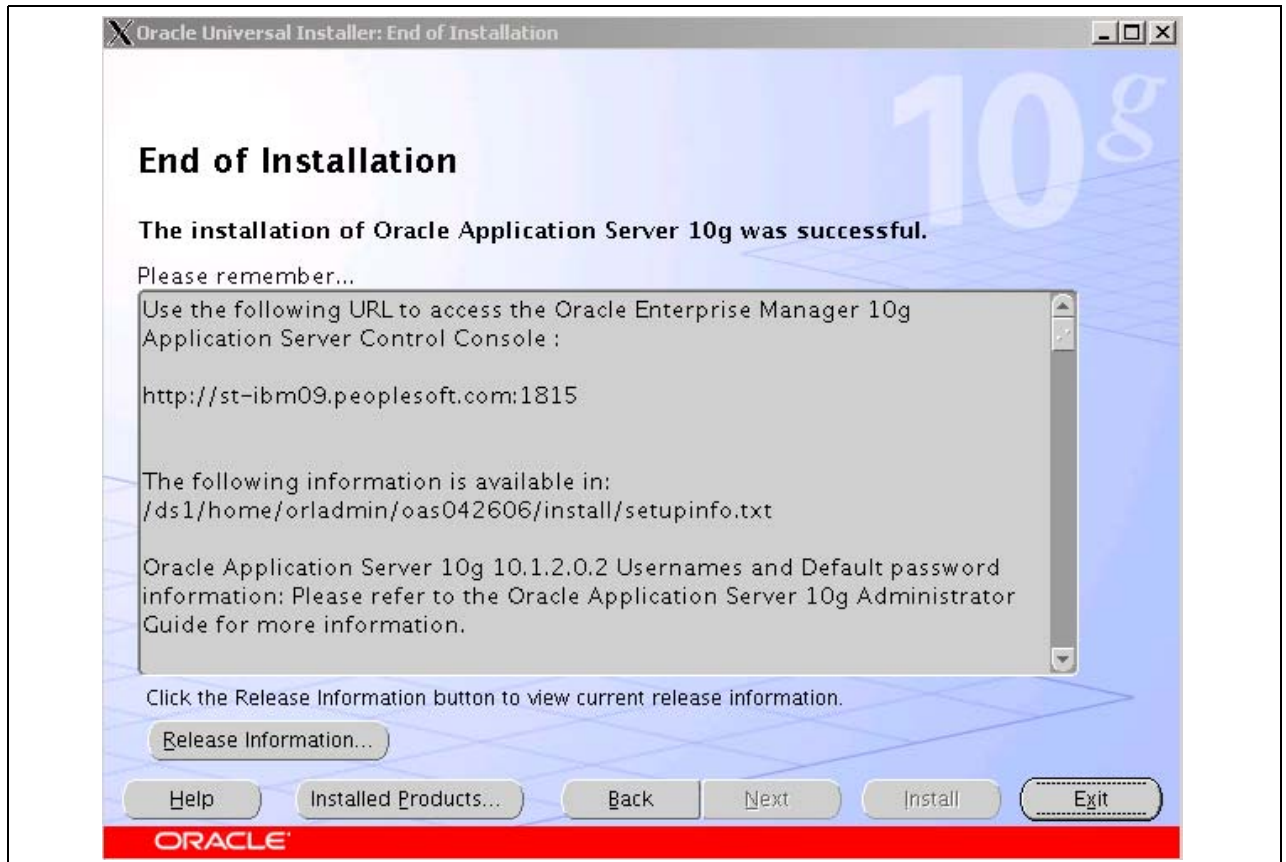 Oracle Universal Installer: End of Installation
10g
End of Installation
The installation of Oracle Application Server 10g was successful.
Please remember...
Use the following URL to access the Oracle Enterprise Manager 10g
Application Server Control Console :
http://st-ibm09.peoplesoft.com:1815
The following information is available in:
/ds1/home/orladmin/oas042606/install/setupinfo.txt
Oracle Application Server 10g 10.1.2.0.2 Usernames and Default password
information: Please refer to the Oracle Application Server 10g Administrator
Guide for more information.
Click the Release Information button to view current release information.
Release Information...
Help Installed Products... Back Next Install Exit
ORACLE